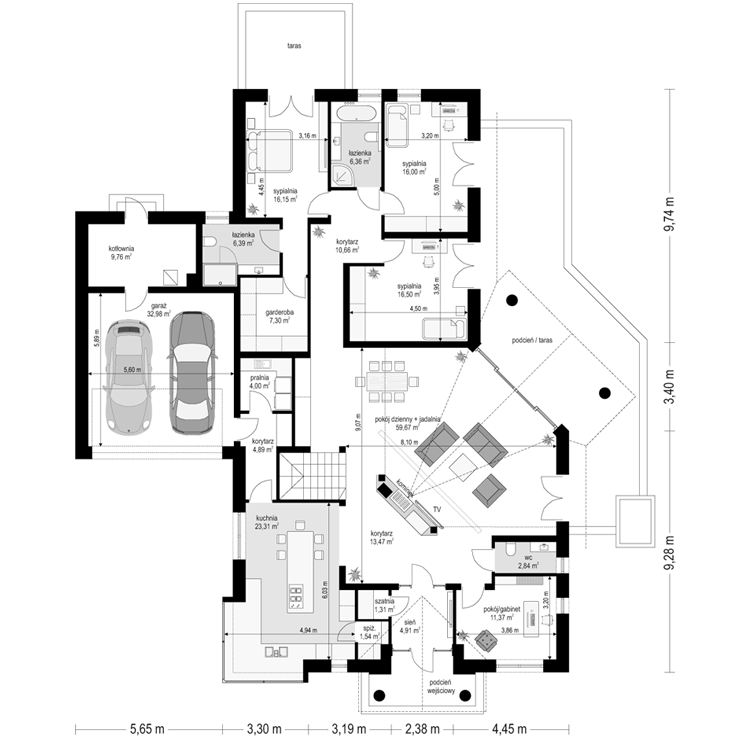 taras
3,16 m
4,45 m
sypialnia
16,15 m²
łazienka
6,36 m²
3,20 m
sypialnia
16,00 m²
5,00 m
9,74 m
kotłownia
9,76 m²
łazienka
6,39 m²
korytarz
10,66 m²
sypialnia
16,50 m²
3,95 m
4,50 m
garderoba
7,30 m²
garaż
32,98 m²
5,89 m
5,60 m
podcień / taras
3,40 m
pralnia
4,00 m²
korytarz
4,89 m²
9,07 m
pokój dzienny + jadalnia
59,67 m²
8,10 m
kominek
TV
korytarz
13,47 m²
kuchnia
23,31 m²
6,03 m
4,94 m
wc
2,84 m²
9,28 m
szatnia
1,31 m²
spiż.
1,54 m²
sień
4,91 m²
pokój/gabinet
11,37 m²
3,20 m
3,86 m
podcień
wejściowy
5,65 m
3,30 m
3,19 m
2,38 m
4,45 m